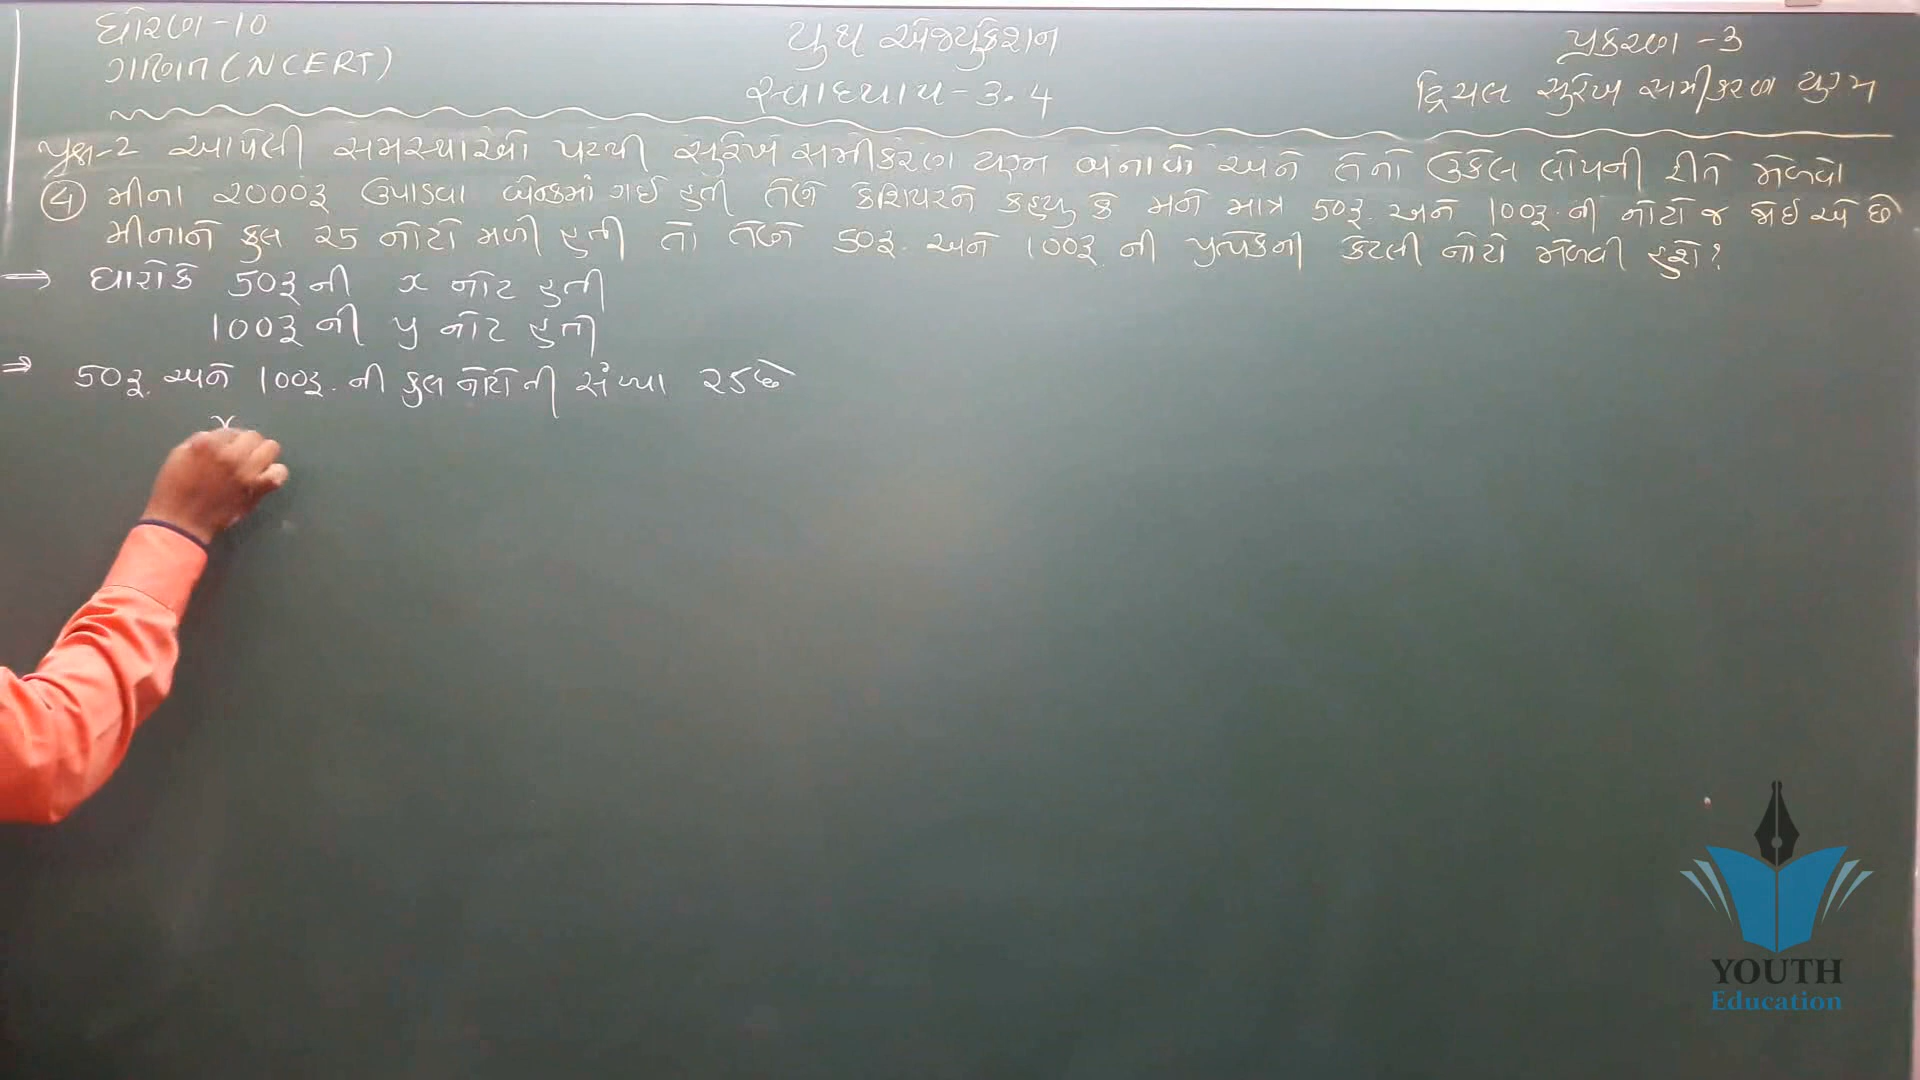 ધોરણ-10
ગણિત (NCERT)
યુથ એજ્યુકેશન
સ્વાધ્યાય-3.4
પ્રકરણ -3
દ્વિચલ સુરેખ સમીકરણ યુગ્મ
પ્રશ્ન-2 આપેલી સમસ્યાઓ પરથી સુરેખ સમીકરણ યુગ્મ બનાવો અને તેનો ઉકેલ લોપની રીતે મેળવો
④ મીના 2000રૂ ઉપાડવા બેન્કમાં ગઈ હતી તેણે કેશિયરને કહ્યુ કે મને માત્ર 50રૂ. અને 100રૂ. ની નોટો જ જોઈએ છે
મીનાને કુલ 25 નોટો મળી હતી તો તેણે 50રૂ. અને 100રૂ. ની પ્રત્યેકની કેટલી નોટો મેળવી હશે?
⇒ ધારોકે 50રૂ ની x નોટ હતી
100રૂ ની y નોટ હતી
⇒ 50રૂ. અને 100રૂ. ની કુલ નોટોની સંખ્યા 25 છે
x
YOUTH
Education